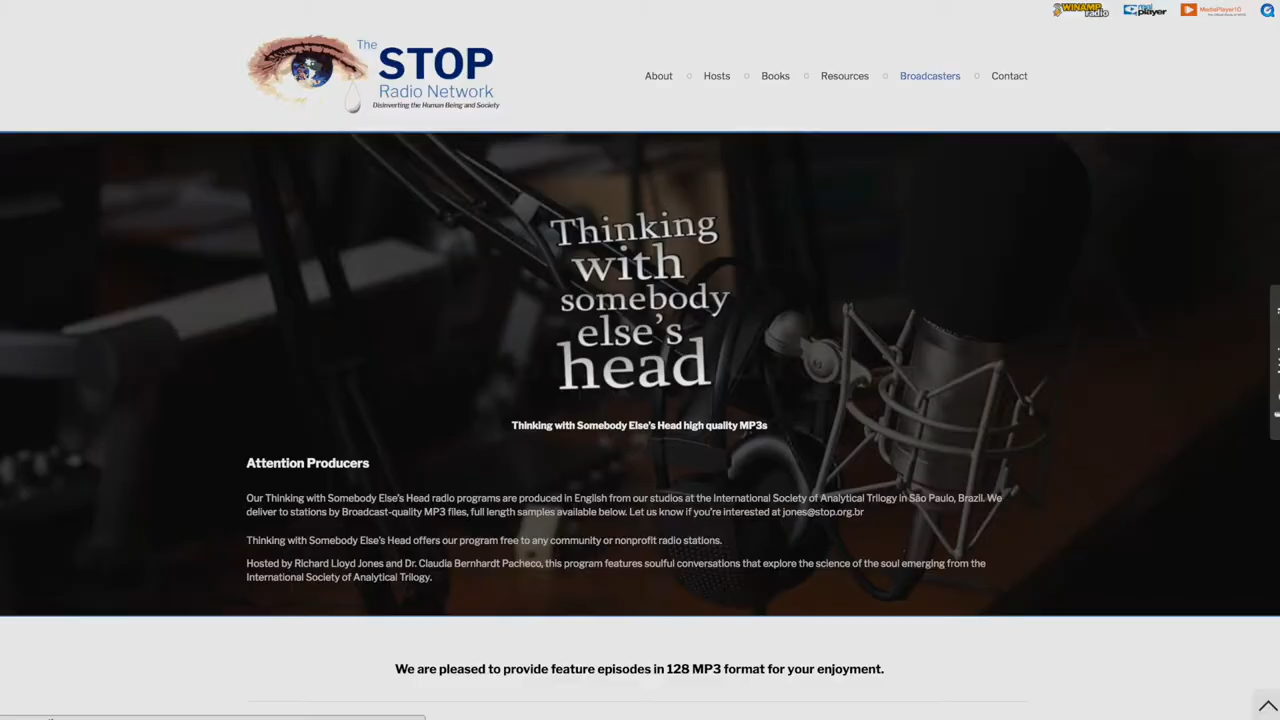 WINAMP
radio
player
MediaPlayer10
The
STOP
Radio Network
Disinverting the Human Being and Society
About
Hosts
Books
Resources
Broadcasters
Contact
Thinking
with
somebody
else's
head
Thinking with Somebody Else's Head high quality MP3s
Attention Producers
Our Thinking with Somebody Else's Head radio programs are produced in English from our studios at the International Society of Analytical Trilogy in São Paulo, Brazil. We
deliver to stations by Broadcast-quality MP3 files, full length samples available below. Let us know if you're interested at jones@stop.org.br
Thinking with Somebody Else's Head offers our program free to any community or nonprofit radio stations.
Hosted by Richard Lloyd Jones and Dr. Claudia Bernhardt Pacheco, this program features soulful conversations that explore the science of the soul emerging from the
International Society of Analytical Trilogy.
We are pleased to provide feature episodes in 128 MP3 format for your enjoyment.